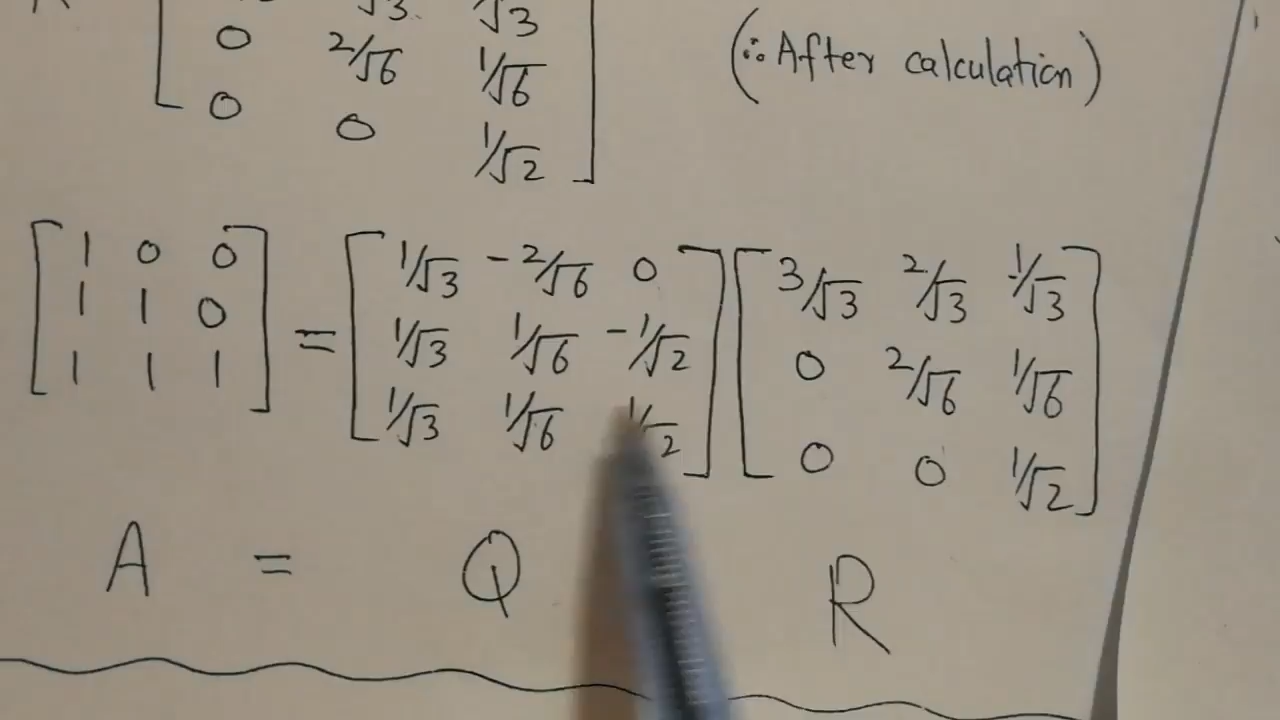 √3 √3
0 2/√6 1/√6 (∴ After calculation)
0 0 1/√2
1 0 0 1/√3 -2/√6 0 3/√3 2/√3 1/√3
1 1 0 = 1/√3 1/√6 -1/√2 0 2/√6 1/√6
1 1 1 1/√3 1/√6 0 0 1/√2
A = Q R